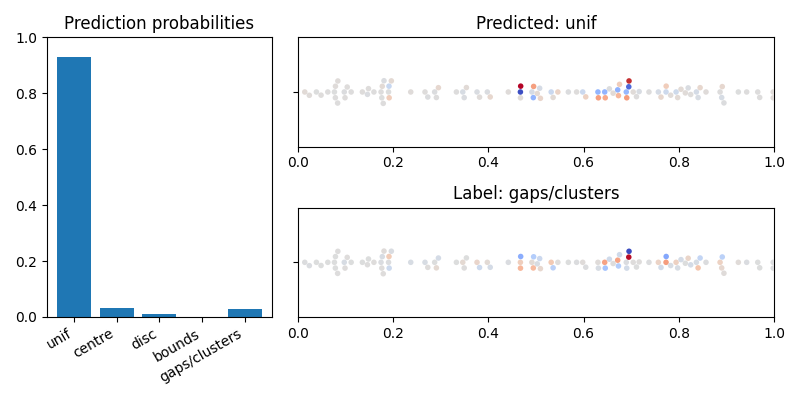 Prediction probabilities
1.0
0.8
0.6
0.4
0.2
0.0
unif
centre
disc
bounds
gaps/clusters
Predicted: unif
0.0 0.2 0.4 0.6 0.8 1.0
Label: gaps/clusters
0.0 0.2 0.4 0.6 0.8 1.0